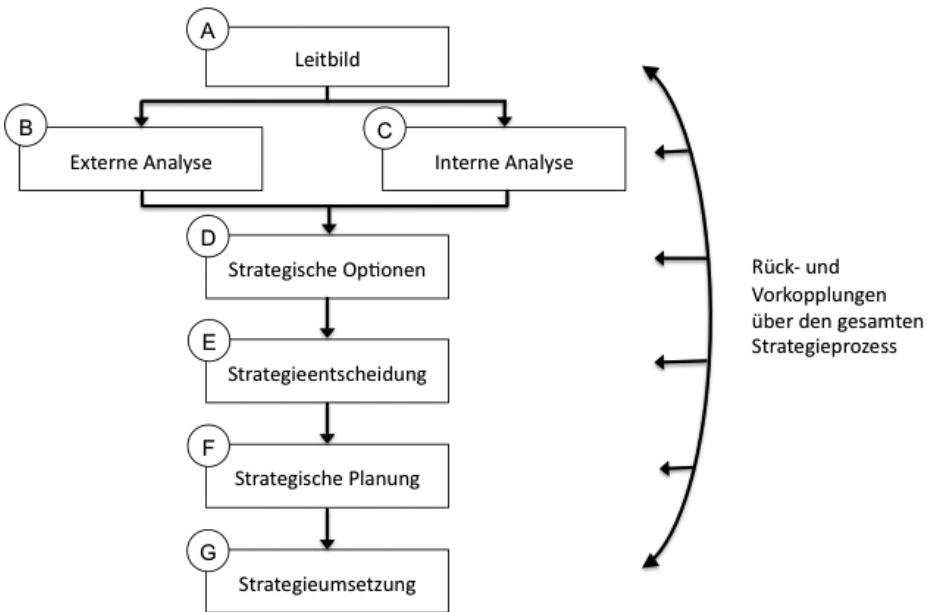 A
Leitbild
B
Externe Analyse
C
Interne Analyse
D
Strategische Optionen
E
Strategieentscheidung
F
Strategische Planung
G
Strategieumsetzung
Rück- und
Vorkopplungen
über den gesamten
Strategieprozess